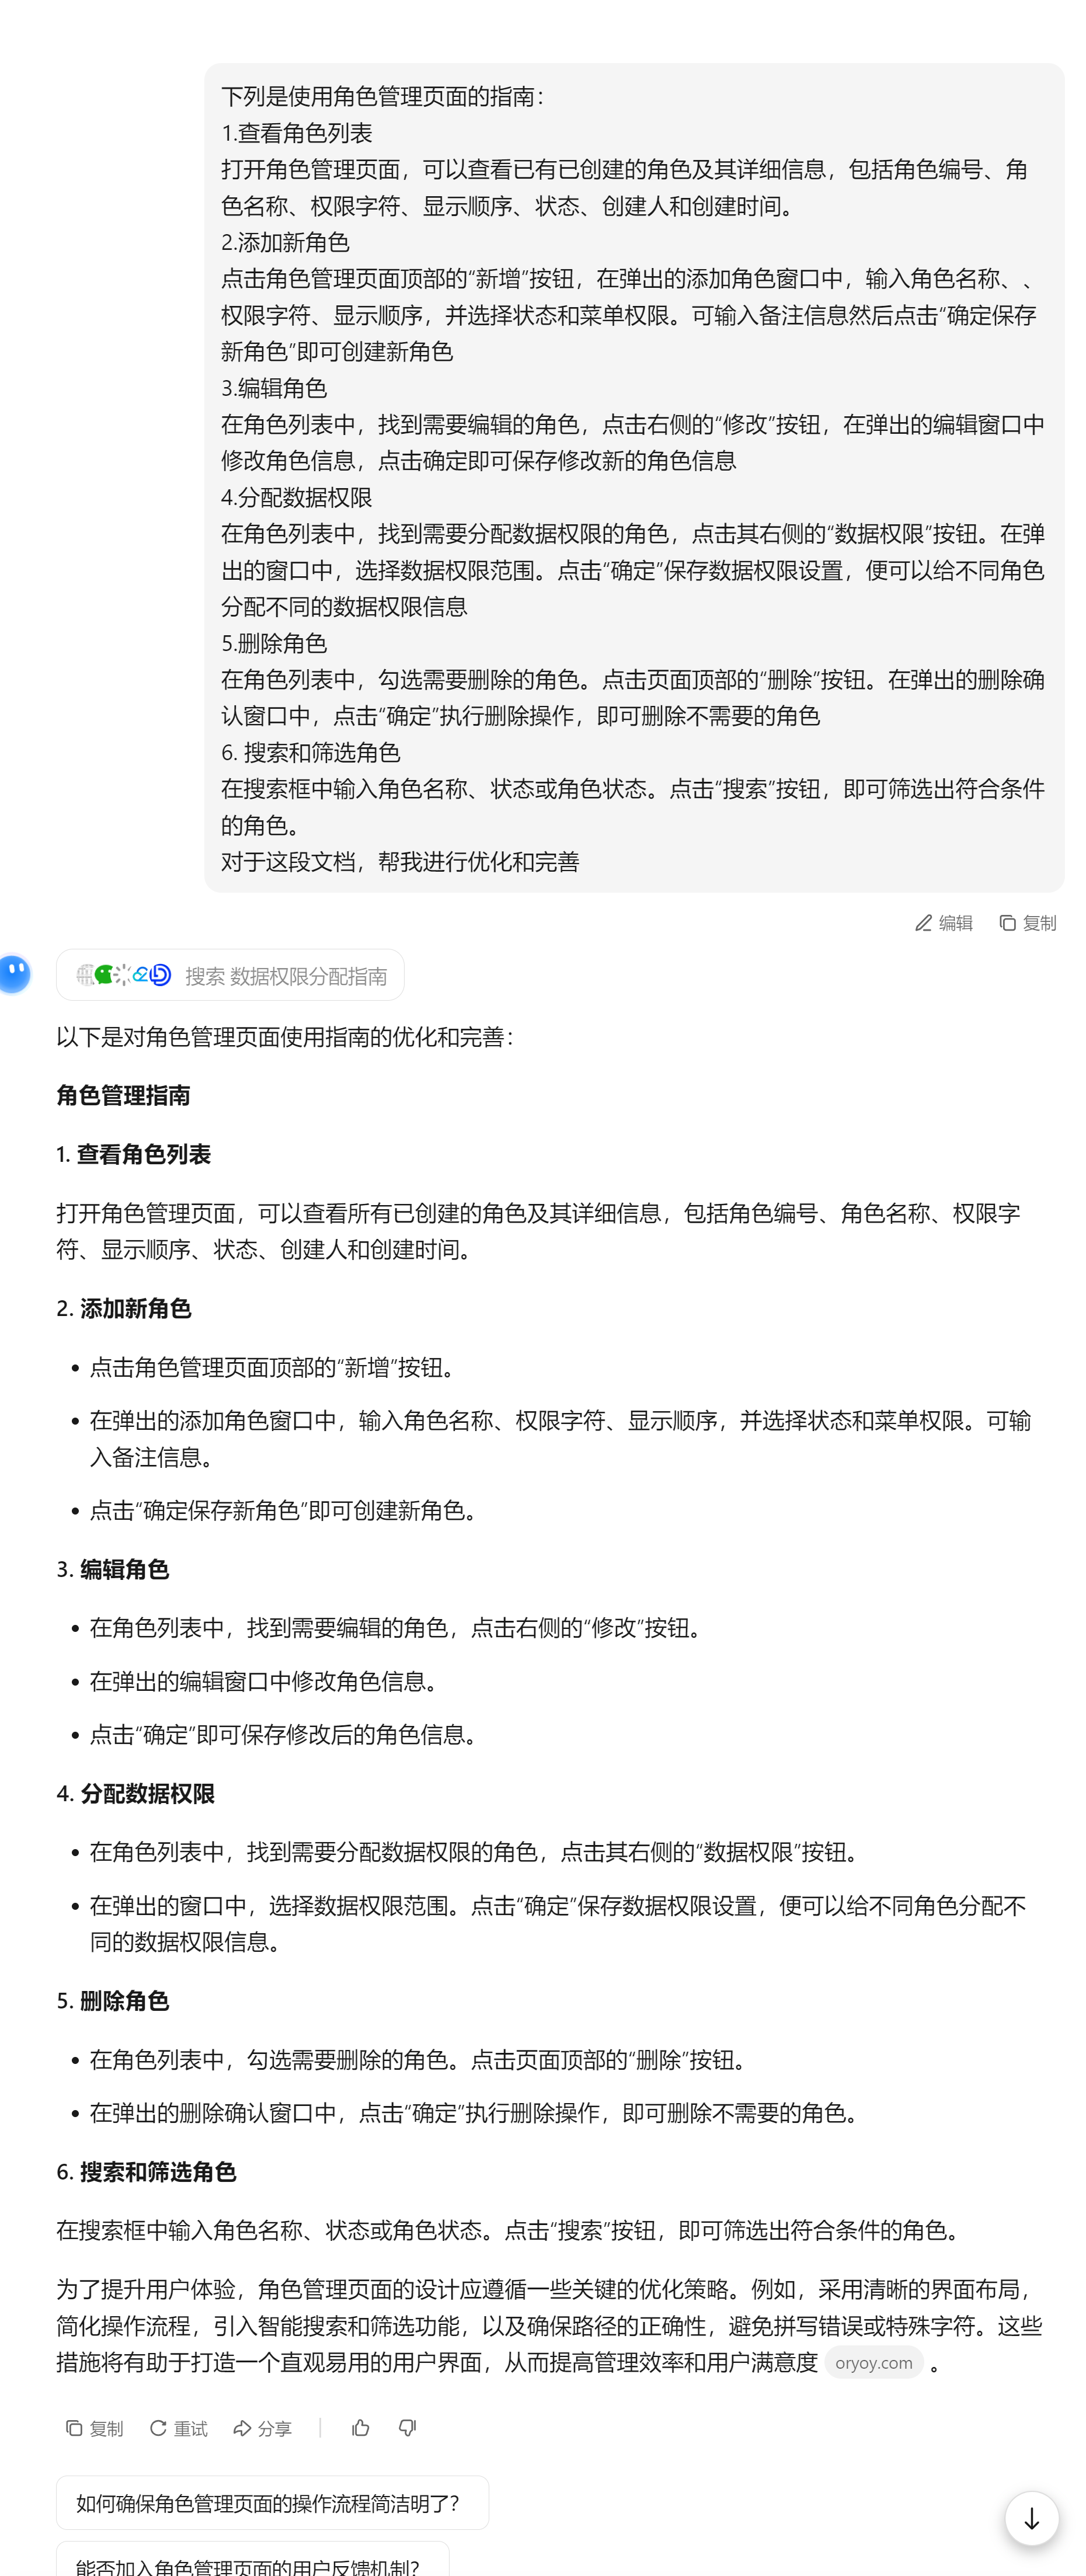 下列是使用角色管理页面的指南：
1.查看角色列表
打开角色管理页面，可以查看已有已创建的角色及其详细信息，包括角色编号、角
色名称、权限字符、显示顺序、状态、创建人和创建时间。
2.添加新角色
点击角色管理页面顶部的“新增”按钮，在弹出的添加角色窗口中，输入角色名称、、
权限字符、显示顺序，并选择状态和菜单权限。可输入备注信息然后点击“确定保存
新角色”即可创建新角色
3.编辑角色
在角色列表中，找到需要编辑的角色，点击右侧的“修改”按钮，在弹出的编辑窗口中
修改角色信息，点击确定即可保存修改新的角色信息
4.分配数据权限
在角色列表中，找到需要分配数据权限的角色，点击其右侧的“数据权限”按钮。在弹
出的窗口中，选择数据权限范围。点击“确定”保存数据权限设置，便可以给不同角色
分配不同的数据权限信息
5.删除角色
在角色列表中，勾选需要删除的角色。点击页面顶部的“删除”按钮。在弹出的删除确
认窗口中，点击“确定”执行删除操作，即可删除不需要的角色
6. 搜索和筛选角色
在搜索框中输入角色名称、状态或角色状态。点击“搜索”按钮，即可筛选出符合条件
的角色。
对于这段文档，帮我进行优化和完善
编辑 复制
搜索 数据权限分配指南
以下是对角色管理页面使用指南的优化和完善：
角色管理指南
1. 查看角色列表
打开角色管理页面，可以查看所有已创建的角色及其详细信息，包括角色编号、角色名称、权限字
符、显示顺序、状态、创建人和创建时间。
2. 添加新角色
• 点击角色管理页面顶部的“新增”按钮。
• 在弹出的添加角色窗口中，输入角色名称、权限字符、显示顺序，并选择状态和菜单权限。可输
入备注信息。
• 点击“确定保存新角色”即可创建新角色。
3. 编辑角色
• 在角色列表中，找到需要编辑的角色，点击右侧的“修改”按钮。
• 在弹出的编辑窗口中修改角色信息。
• 点击“确定”即可保存修改后的角色信息。
4. 分配数据权限
• 在角色列表中，找到需要分配数据权限的角色，点击其右侧的“数据权限”按钮。
• 在弹出的窗口中，选择数据权限范围。点击“确定”保存数据权限设置，便可以给不同角色分配不
同的数据权限信息。
5. 删除角色
• 在角色列表中，勾选需要删除的角色。点击页面顶部的“删除”按钮。
• 在弹出的删除确认窗口中，点击“确定”执行删除操作，即可删除不需要的角色。
6. 搜索和筛选角色
在搜索框中输入角色名称、状态或角色状态。点击“搜索”按钮，即可筛选出符合条件的角色。
为了提升用户体验，角色管理页面的设计应遵循一些关键的优化策略。例如，采用清晰的界面布局，
简化操作流程，引入智能搜索和筛选功能，以及确保路径的正确性，避免拼写错误或特殊字符。这些
措施将有助于打造一个直观易用的用户界面，从而提高管理效率和用户满意度 oryoy.com 。
复制 重试 分享
如何确保角色管理页面的操作流程简洁明了？
能否加入角色管理页面的用户反馈机制？